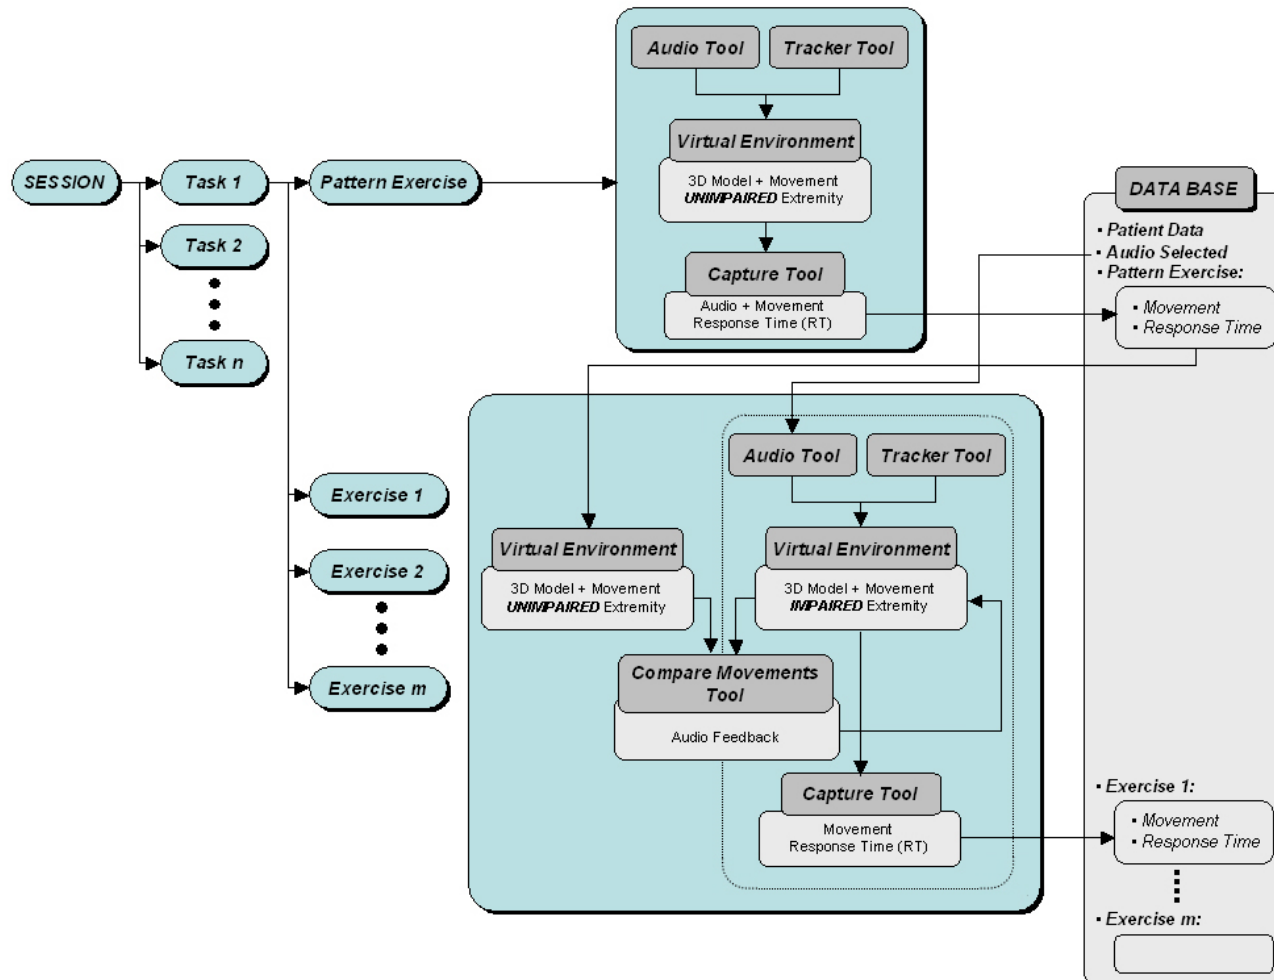 Audio Tool
Tracker Tool
Virtual Environment
3D Model + Movement
UNIMPAIRED Extremity
Capture Tool
Audio + Movement
Response Time (RT)
SESSION
Task 1
Pattern Exercise
Task 2
Task n
Exercise 1
Exercise 2
Exercise m
Audio Tool
Tracker Tool
Virtual Environment
3D Model + Movement
UNIMPAIRED Extremity
Virtual Environment
3D Model + Movement
IMPAIRED Extremity
Compare Movements
Tool
Audio Feedback
Capture Tool
Movement
Response Time (RT)
DATA BASE
• Patient Data
• Audio Selected
• Pattern Exercise:
• Movement
• Response Time
• Exercise 1:
• Movement
• Response Time
• Exercise m: